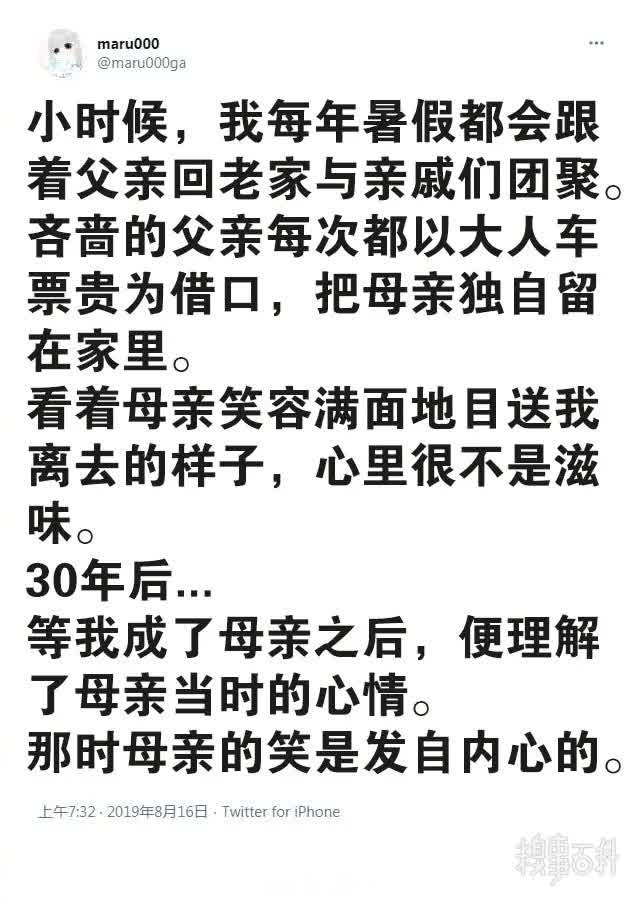 maru000
@maru000ga
小时候，我每年暑假都会跟
着父亲回老家与亲戚们团聚。
吝啬的父亲每次都以大人车
票贵为借口，把母亲独自留
在家里。
看着母亲笑容满面地目送我
离去的样子，心里很不是滋
味。
30年后...
等我成了母亲之后，便理解
了母亲当时的心情。
那时母亲的笑是发自内心的。
上午7:32 · 2019年8月16日 · Twitter for iPhone
糗事百科